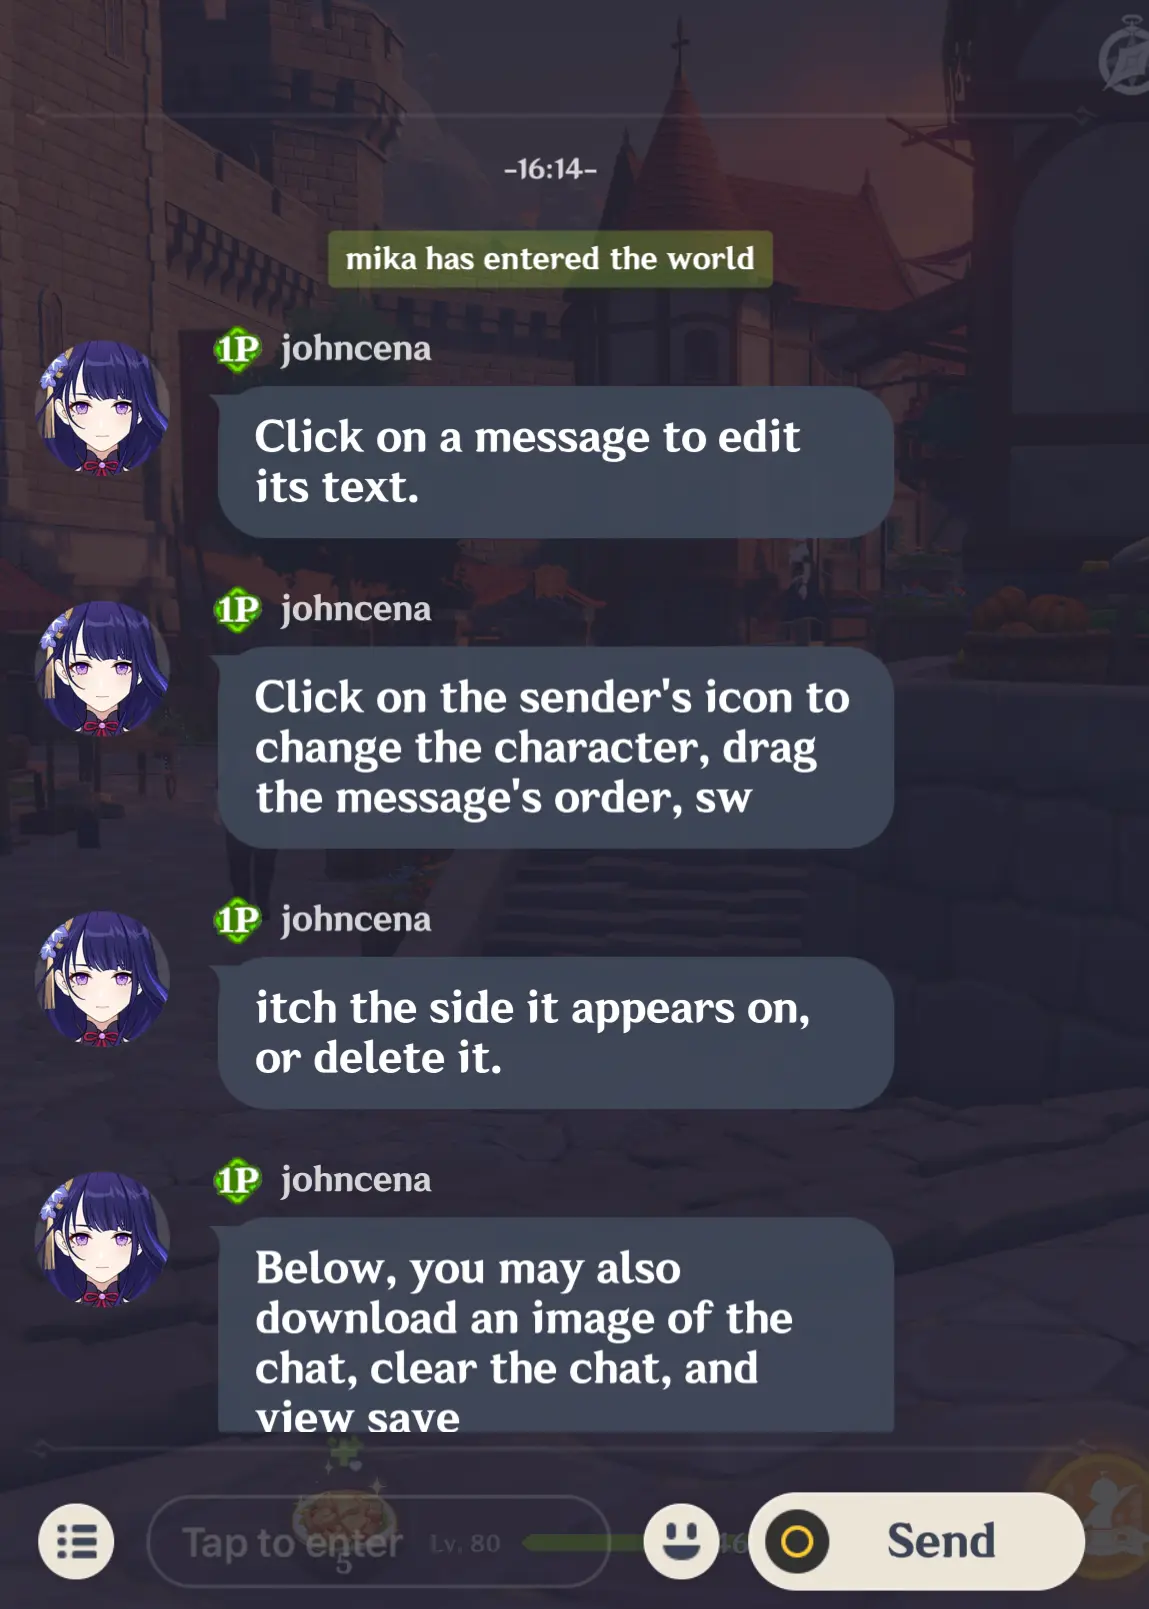 -16:14-
mika has entered the world
1P johncena
Click on a message to edit
its text.
1P johncena
Click on the sender's icon to
change the character, drag
the message's order, sw
1P johncena
itch the side it appears on,
or delete it.
1P johncena
Below, you may also
download an image of the
chat, clear the chat, and
view save
Tap to enter
Lv. 80
5
46
Send